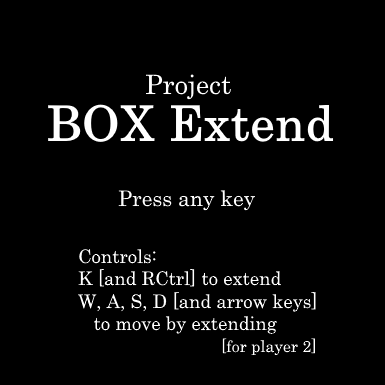 Project
BOX Extend
Press any key
Controls:
K [and RCtrl] to extend
W, A, S, D [and arrow keys]
to move by extending
[for player 2]